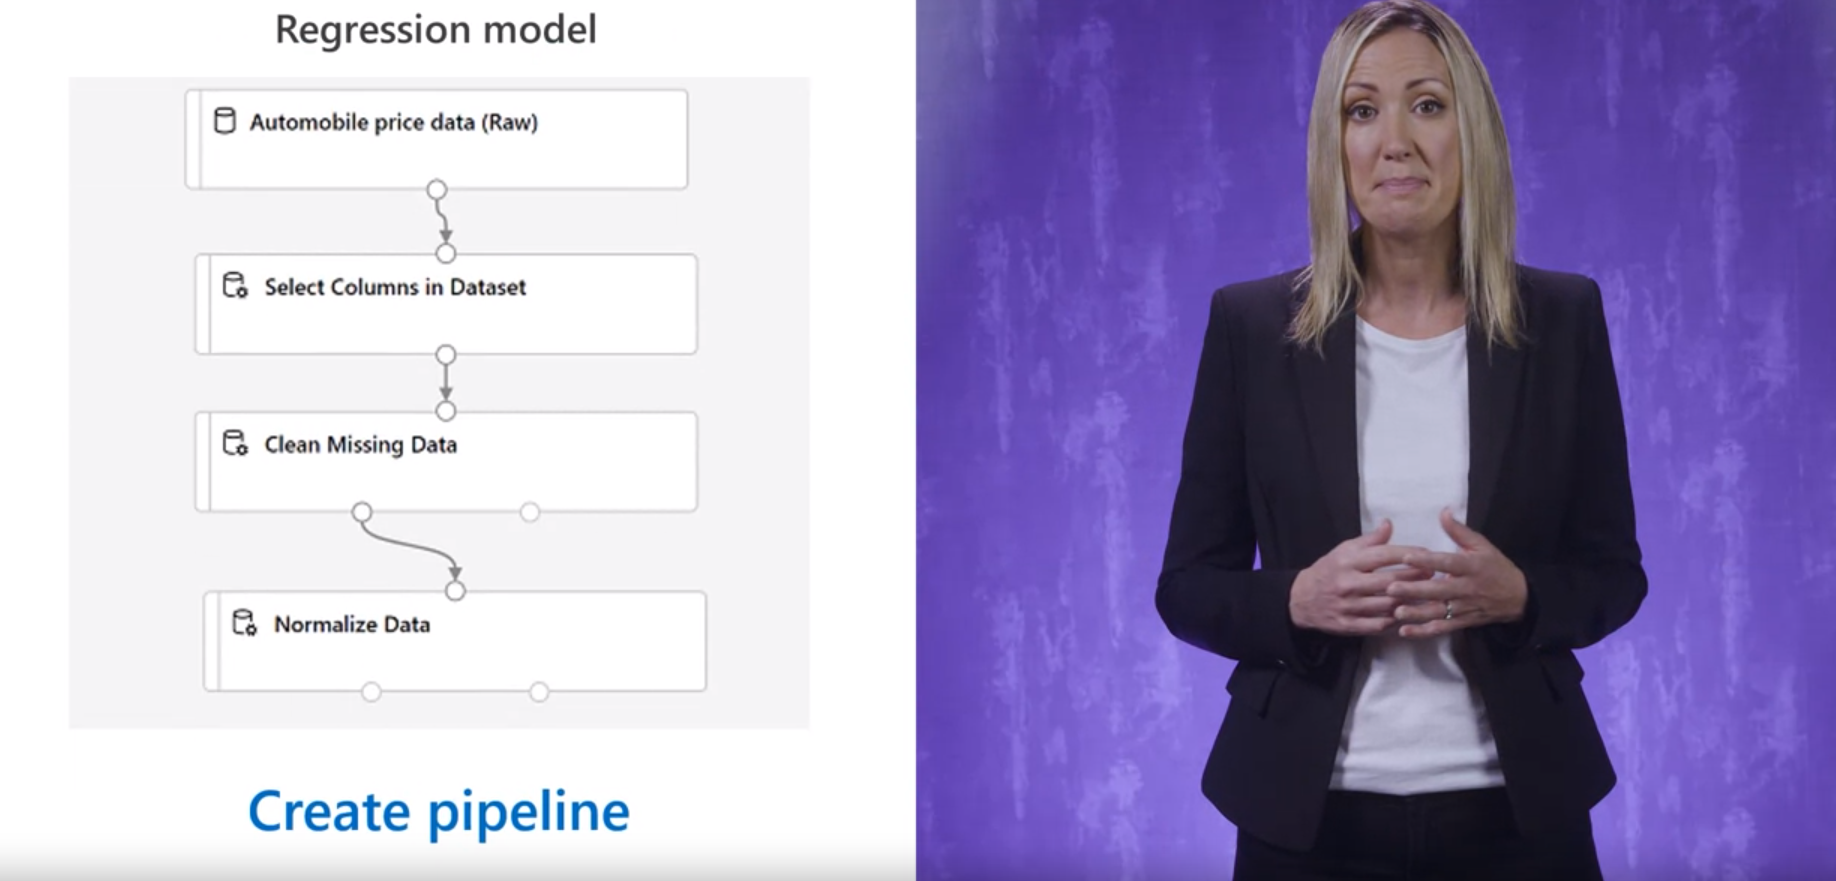 Regression model
Automobile price data (Raw)
Select Columns in Dataset
Clean Missing Data
Normalize Data
Create pipeline